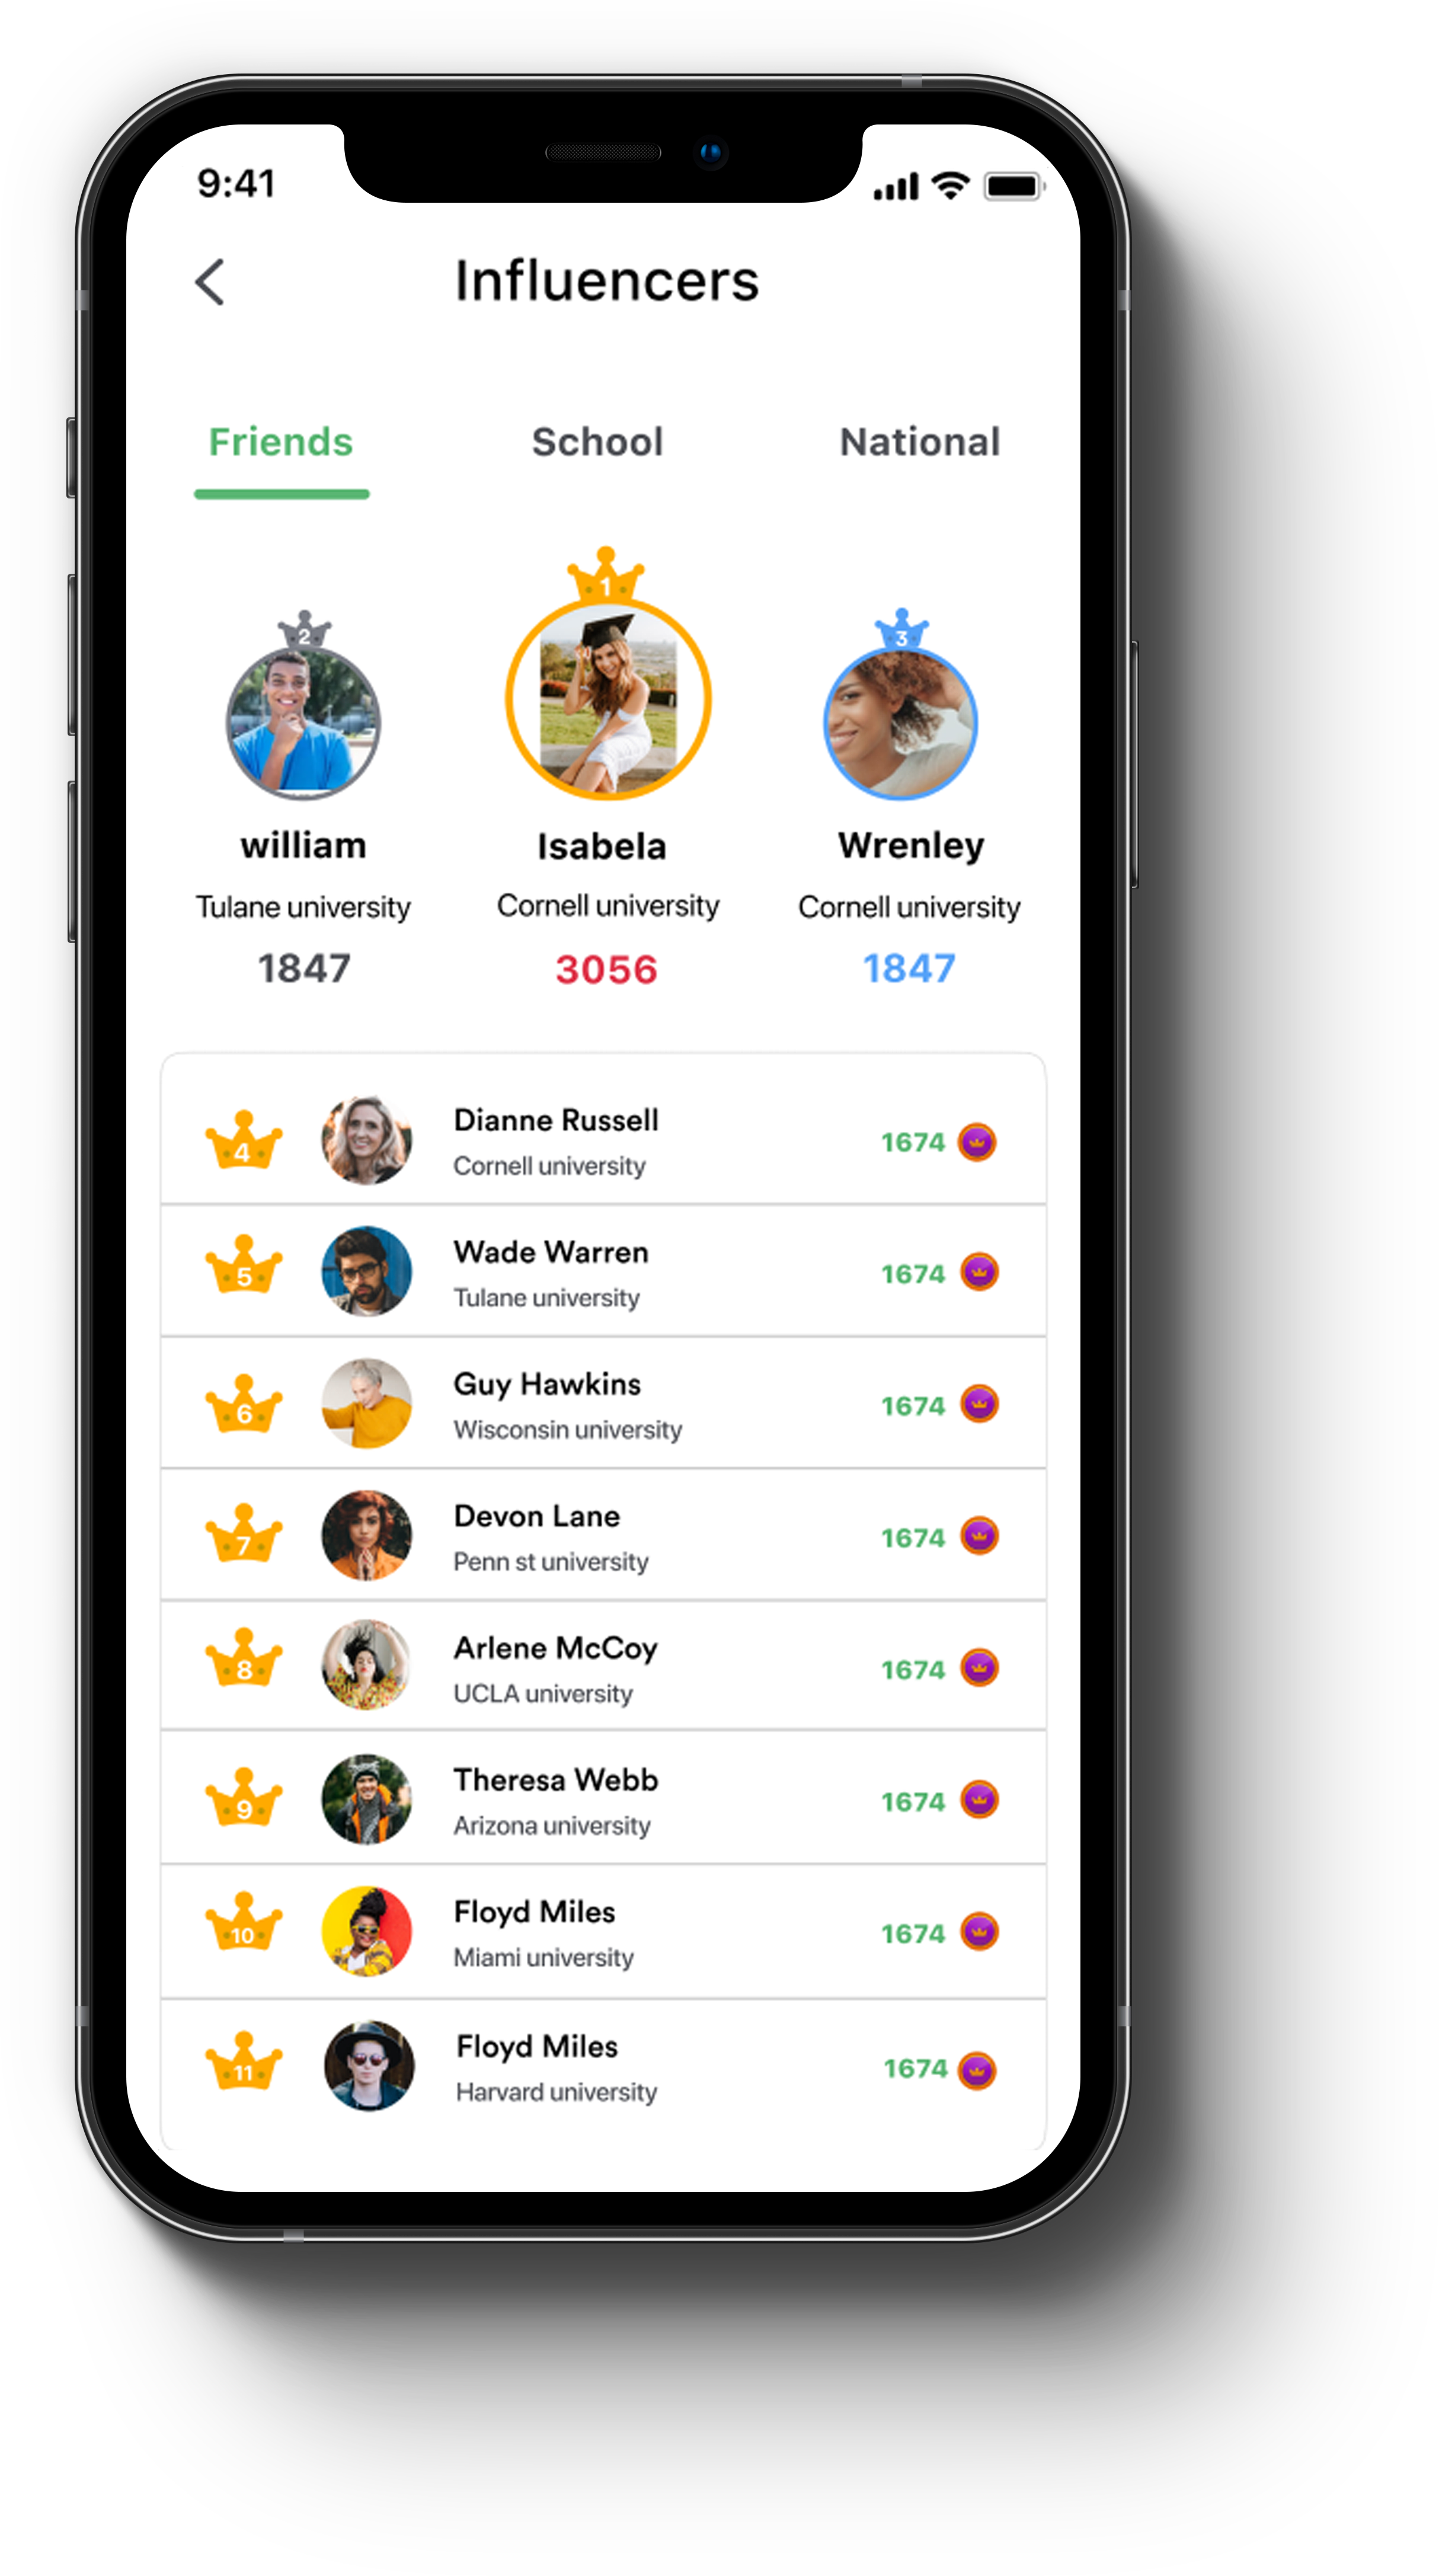 9:41
Influencers
Friends School National
1
2
3
william Isabela Wrenley
Tulane university Cornell university Cornell university
1847 3056 1847
4 Dianne Russell 1674
Cornell university
5 Wade Warren 1674
Tulane university
6 Guy Hawkins 1674
Wisconsin university
7 Devon Lane 1674
Penn st university
8 Arlene McCoy 1674
UCLA university
9 Theresa Webb 1674
Arizona university
10 Floyd Miles 1674
Miami university
11 Floyd Miles 1674
Harvard university